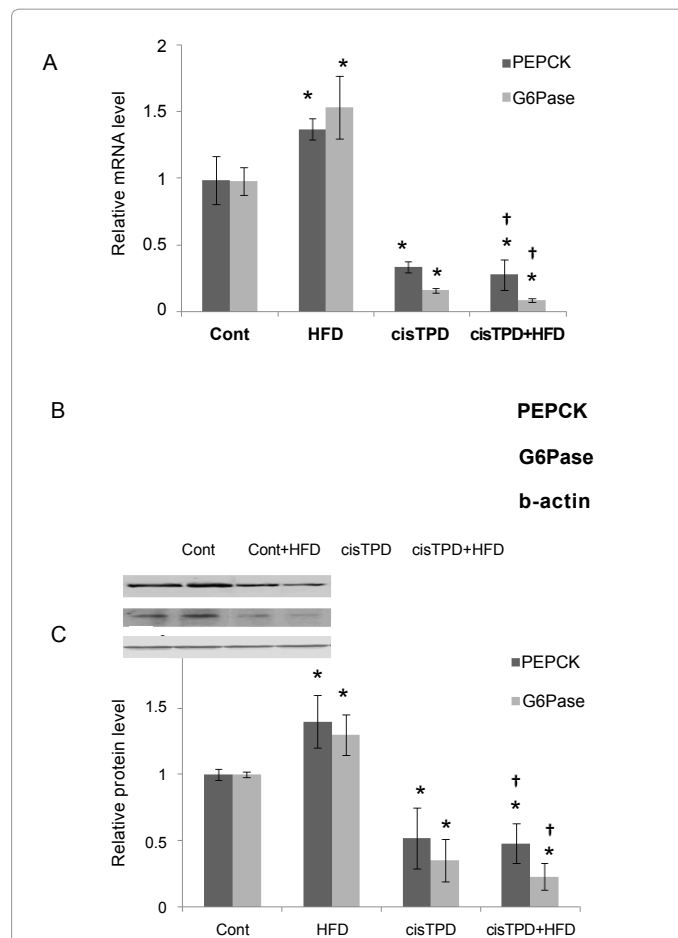 A
2
PEPCK
G6Pase
1.5
1
0.5
0
Relative mRNA level
* *
* *
† * † *
Cont HFD cisTPD cisTPD+HFD
B
PEPCK
G6Pase
b-actin
Cont Cont+HFD cisTPD cisTPD+HFD
C
PEPCK
G6Pase
1.5
1
0.5
0
Relative protein level
* *
* *
† * † *
Cont HFD cisTPD cisTPD+HFD